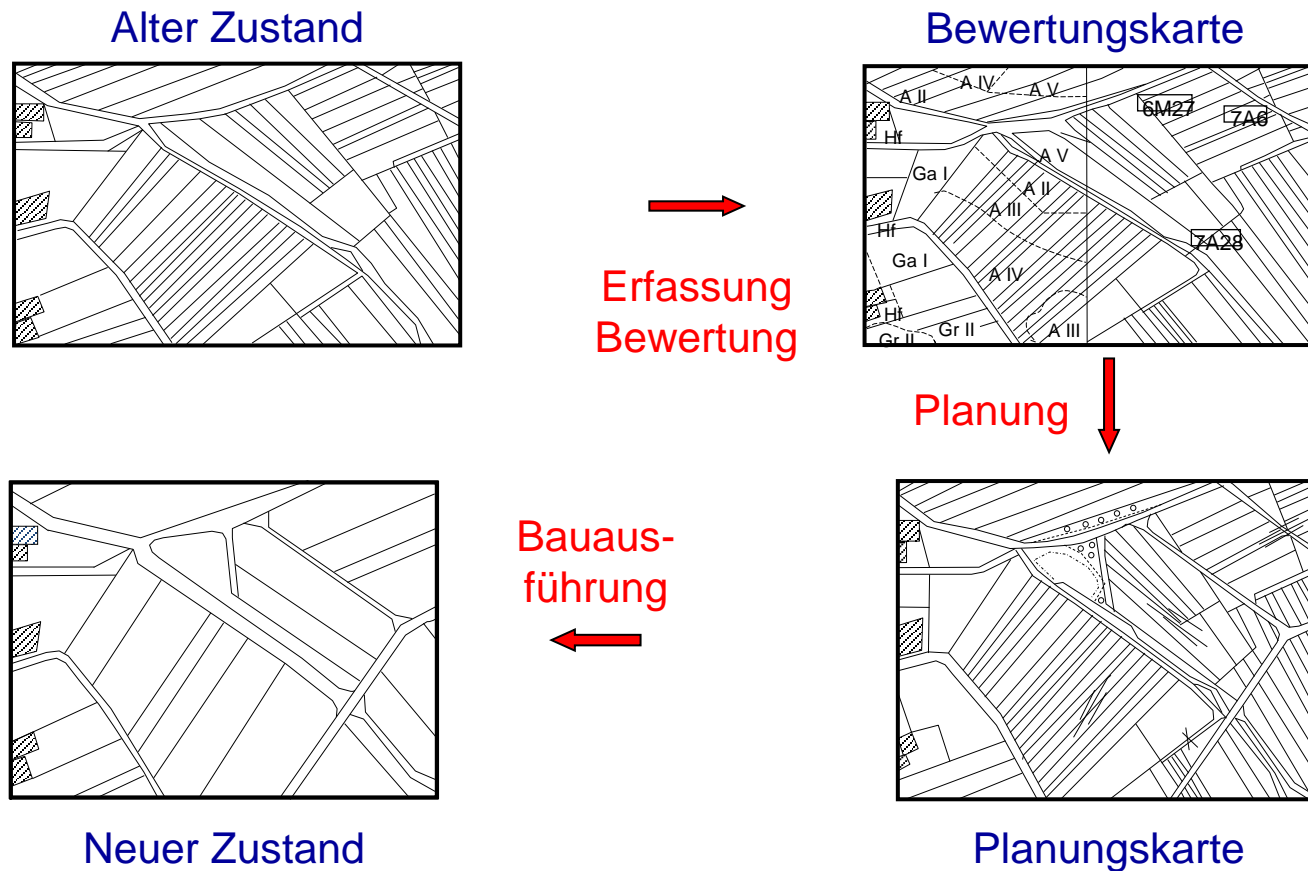 Alter Zustand
Bewertungskarte
A II
A IV
A V
6M27
7A6
Hf
A V
Ga I
A II
A III
Hf
7A28
Ga I
A IV
Hf
Gr II
A III
Gr II
Erfassung
Bewertung
Planung
Bauaus-
führung
Neuer Zustand
Planungskarte